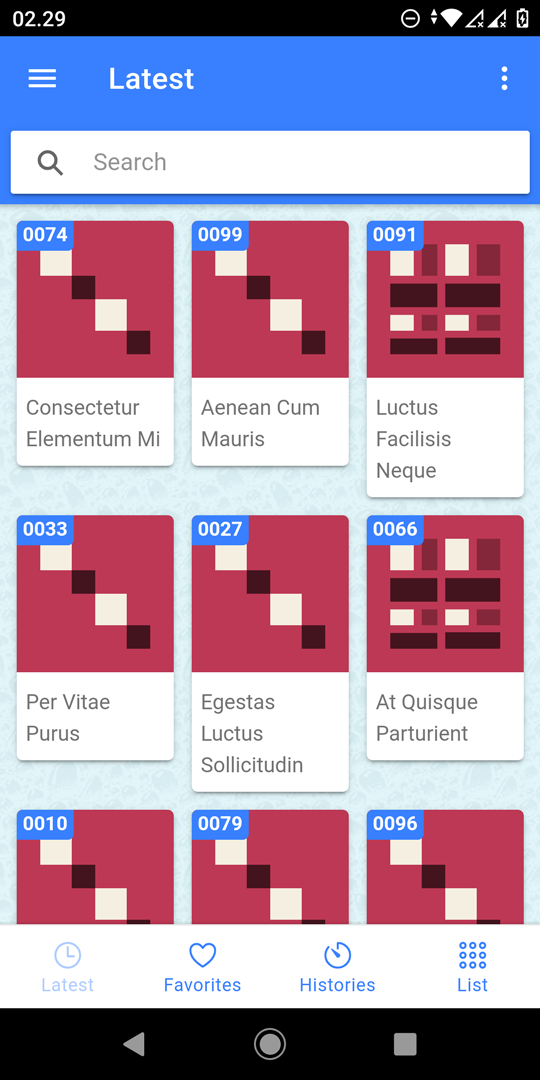 02.29
Latest
Search
0074
0099
0091
Consectetur
Elementum Mi
Aenean Cum
Mauris
Luctus
Facilisis
Neque
0033
0027
0066
Per Vitae
Purus
Egestas
Luctus
Sollicitudin
At Quisque
Parturient
0010
0079
0096
Latest
Favorites
Histories
List